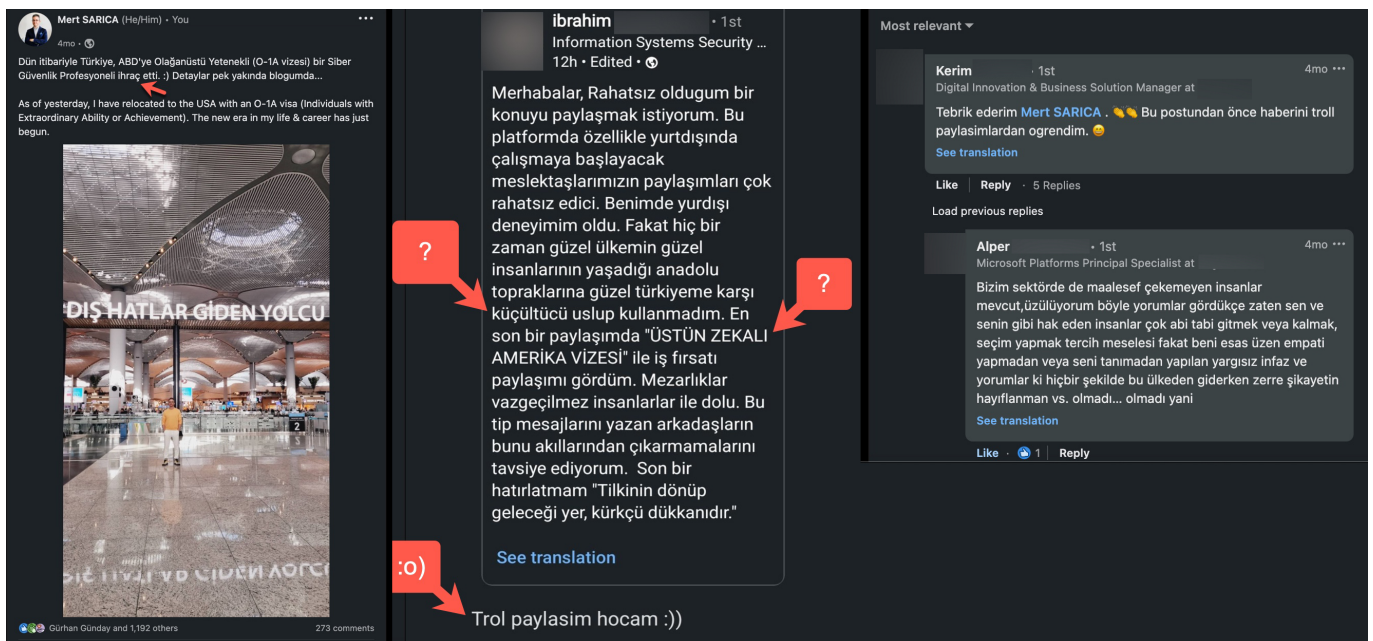 Mert SARICA (He/Him) • You
4mo •
Dün itibariyle Türkiye, ABD'ye Olağanüstü Yetenekli (O-1A vizesi) bir Siber
Güvenlik Profesyoneli ihraç etti. :) Detaylar pek yakında blogumda...
As of yesterday, I have relocated to the USA with an O-1A visa (Individuals with
Extraordinary Ability or Achievement). The new era in my life & career has just
begun.
DIŞ HATLAR GİDEN YOLCU
2
Gürhan Günday and 1,192 others
273 comments
?
ibrahim • 1st
Information Systems Security ...
12h • Edited •
Merhabalar, Rahatsız oldugum bir
konuyu paylaşmak istiyorum. Bu
platformda özellikle yurtdışında
çalışmaya başlayacak
meslektaşlarımızın paylaşımları çok
rahatsız edici. Benimde yurdışı
deneyimim oldu. Fakat hiç bir
zaman güzel ülkemin güzel
insanlarının yaşadığı anadolu
topraklarına güzel türkiyeme karşı
küçültücü uslup kullanmadım. En
son bir paylaşımda "ÜSTÜN ZEKALI
AMERİKA VİZESİ" ile iş fırsatı
paylaşımı gördüm. Mezarlıklar
vazgeçilmez insanlarlar ile dolu. Bu
tip mesajlarını yazan arkadaşların
bunu akıllarından çıkarmamalarını
tavsiye ediyorum. Son bir
hatırlatmam "Tilkinin dönüp
geleceği yer, kürkçü dükkanıdır."
See translation
?
:o)
Trol paylasim hocam :))
Most relevant
Kerim • 1st
4mo •••
Digital Innovation & Business Solution Manager at
Tebrik ederim Mert SARICA . 👏👏 Bu postundan önce haberini troll
paylasimlardan ogrendim. 😄
See translation
Like | Reply · 5 Replies
Load previous replies
Alper • 1st
4mo •••
Microsoft Platforms Principal Specialist at
Bizim sektörde de maalesef çekemeyen insanlar
mevcut,üzülüyorum böyle yorumlar gördükçe zaten sen ve
senin gibi hak eden insanlar çok abi tabi gitmek veya kalmak,
seçim yapmak tercih meselesi fakat beni esas üzen empati
yapmadan veya seni tanımadan yapılan yargısız infaz ve
yorumlar ki hiçbir şekilde bu ülkeden giderken zerre şikayetin
hayıflanman vs. olmadı... olmadı yani
See translation
Like · 1 | Reply